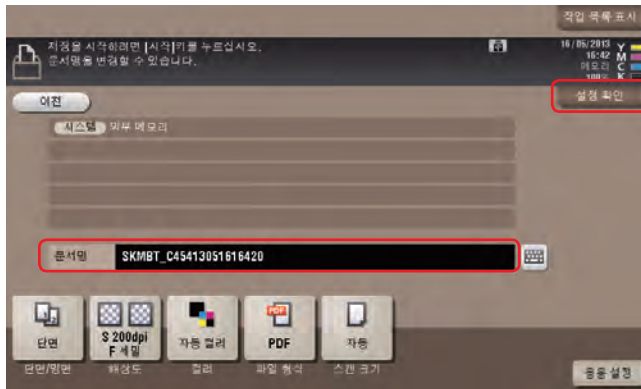 작업 목록 표시
저장을 시작하려면 [시작]키를 누르십시오.
문서명을 변경할 수 있습니다.
16/05/2013
16:42
메모리
100%
Y
M
C
K
이전
설정 확인
시스템 외부 메모리
문서명 SKMBT_C45413051616420
단면
S 200dpi
F 세밀
자동 컬러
PDF
PDF
자동
단면/양면 해상도 컬러 파일 형식 스캔 크기
응용 설정